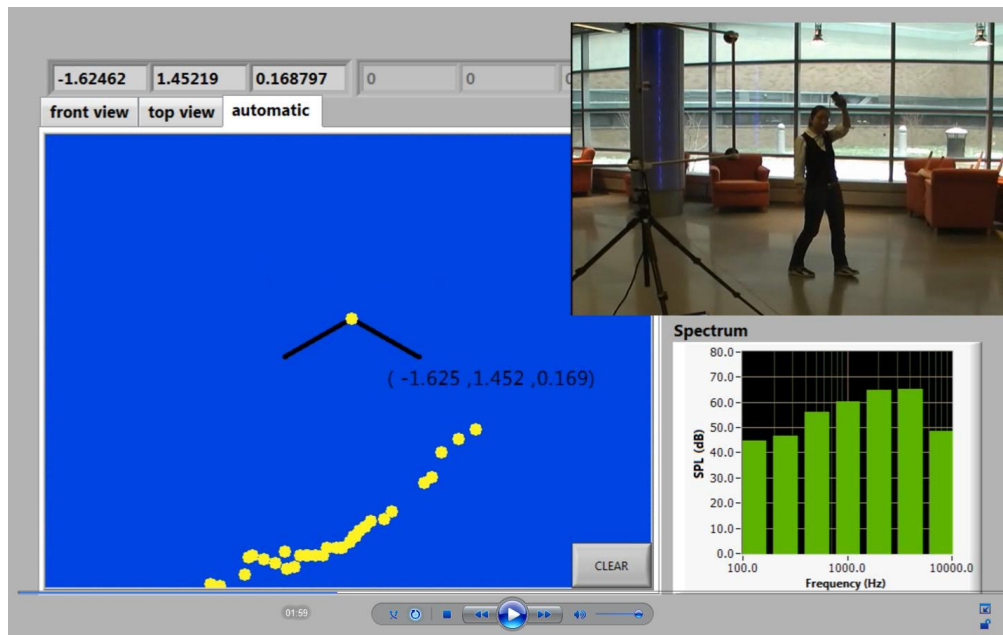 -1.62462 1.45219 0.168797 0 0
front view top view automatic
( -1.625 ,1.452 ,0.169)
CLEAR
Spectrum
80.0
70.0
60.0
50.0
40.0
30.0
20.0
10.0
0.0
SPL (dB)
100.0 1000.0 10000.0
Frequency (Hz)
01:59